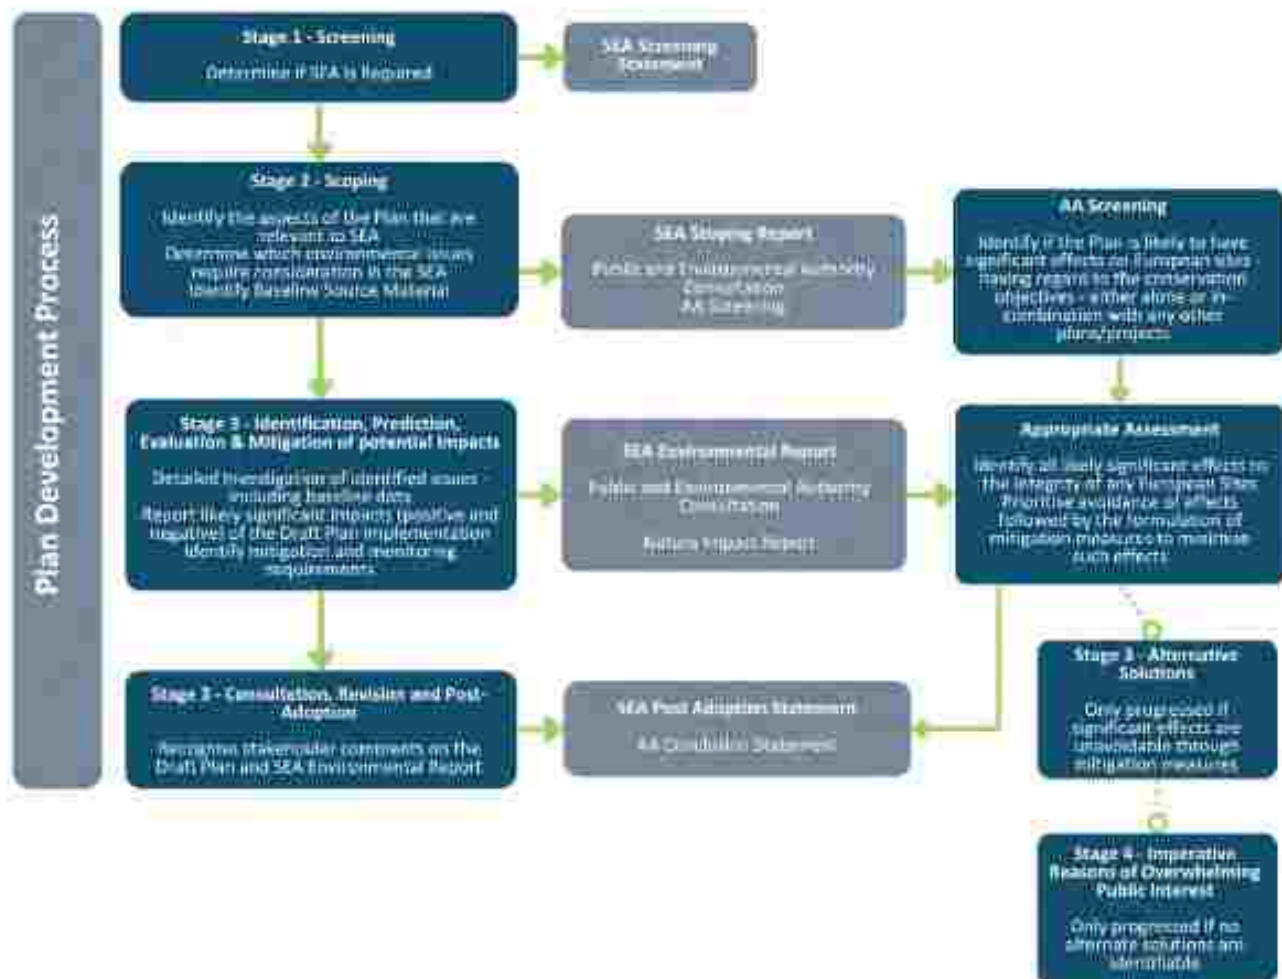 Plan Development Process
Stage 1 - Screening
Determine if SEA is Required
SEA Screening
Statement
Stage 2 - Scoping
Identify the aspects of the Plan that are
relevant to SEA
Determine which environmental issues
require consideration in the SEA
Identify Baseline Source Material
SEA Scoping Report
Public and Environmental Authority
Consultation
AA Screening
AA Screening
Identify if the Plan is likely to have
significant effects on European sites -
having regard to the conservation
objectives - either alone or in-
combination with any other
plans/projects
Stage 3 - Identification, Prediction,
Evaluation & Mitigation of potential Impacts
Detailed investigation of identified issues
including baseline data
Report likely significant impacts (positive and
negative) of the Draft Plan implementation
Identify mitigation and monitoring
requirements
SEA Environmental Report
Public and Environmental Authority
Consultation
Natura Impact Report
Appropriate Assessment
Identify all likely significant effects to
the integrity of any European Sites
Prioritise avoidance of effects
followed by the formulation of
mitigation measures to minimise
such effects
Stage 3 - Consultation, Revision and Post-
Adoption
Recognise stakeholder comments on the
Draft Plan and SEA Environmental Report
SEA Post Adoption Statement
AA Conclusion Statement
Stage 3 - Alternative
Solutions
Only progressed if
significant effects are
unavoidable through
mitigation measures
Stage 4 - Imperative
Reasons of Overwhelming
Public Interest
Only progressed if no
alternate solutions are
identifiable